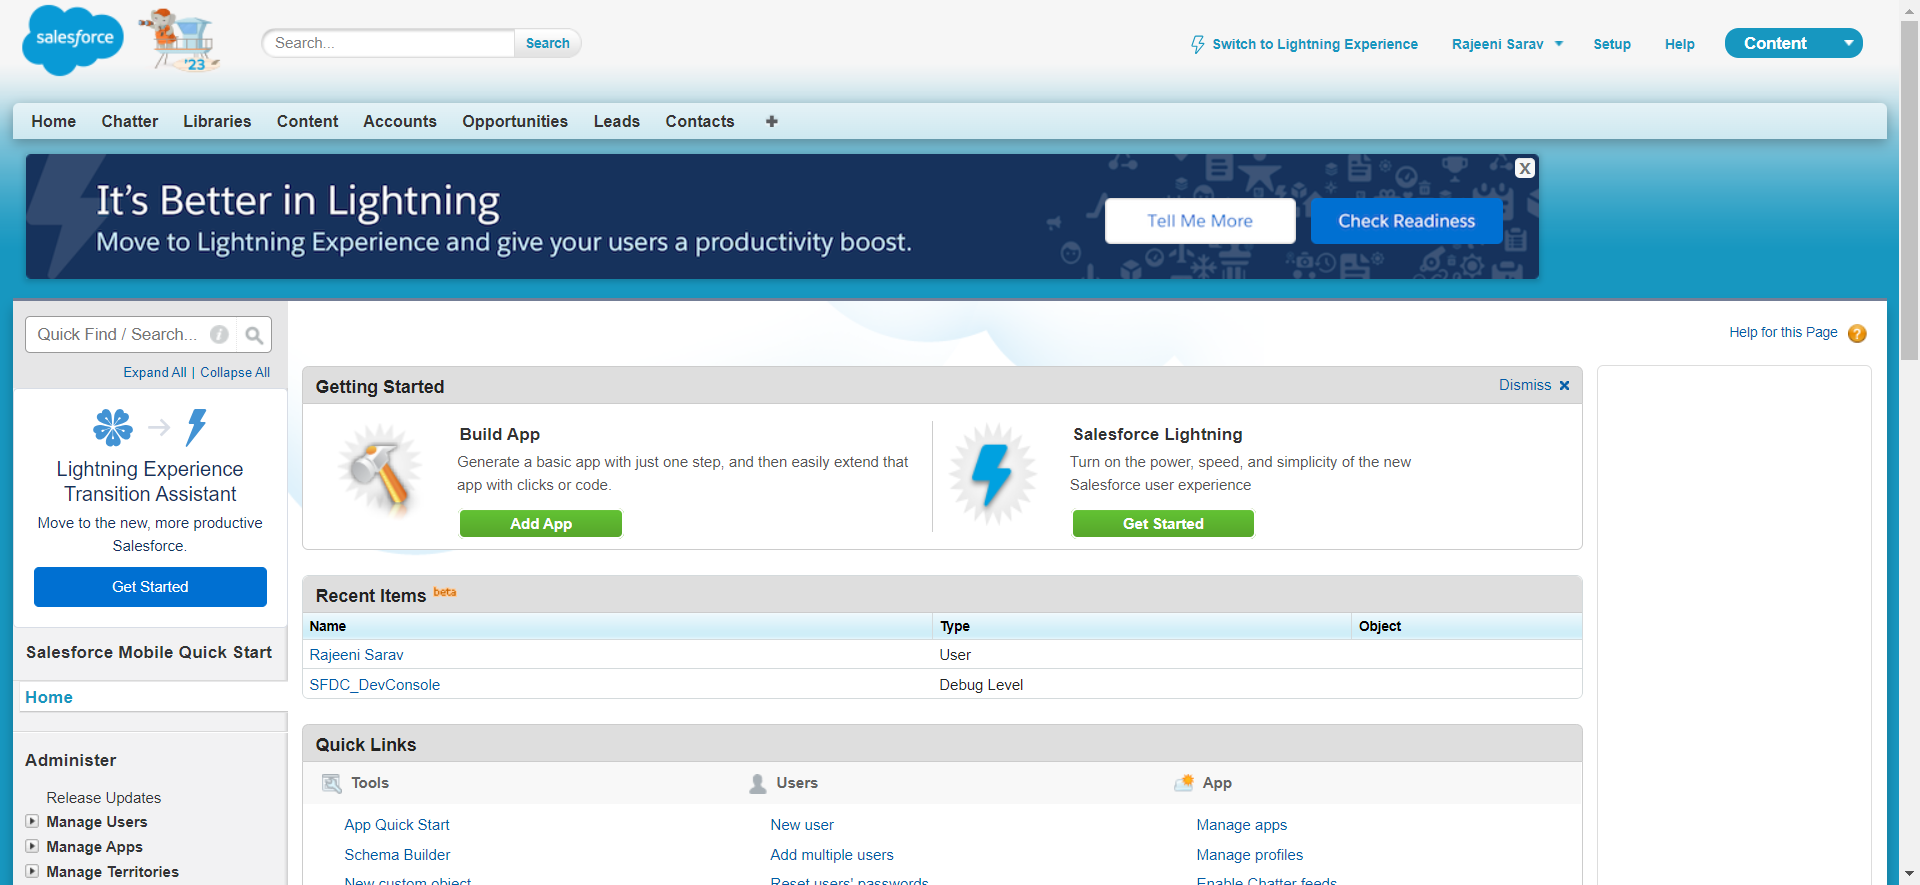 salesforce
'23
Search...
Search
Switch to Lightning Experience
Rajeeni Sarav
Setup
Help
Content
Home
Chatter
Libraries
Content
Accounts
Opportunities
Leads
Contacts
It's Better in Lightning
Move to Lightning Experience and give your users a productivity boost.
Tell Me More
Check Readiness
X
Quick Find / Search...
Expand All | Collapse All
Lightning Experience
Transition Assistant
Move to the new, more productive
Salesforce.
Get Started
Salesforce Mobile Quick Start
Home
Administer
Release Updates
Manage Users
Manage Apps
Manage Territories
Help for this Page
Getting Started
Dismiss
Build App
Generate a basic app with just one step, and then easily extend that
app with clicks or code.
Add App
Salesforce Lightning
Turn on the power, speed, and simplicity of the new
Salesforce user experience
Get Started
Recent Items beta
Name Type Object
Rajeeni Sarav User
SFDC_DevConsole Debug Level
Quick Links
Tools
Users
App
App Quick Start
New user
Manage apps
Schema Builder
Add multiple users
Manage profiles
New custom object
Reset users' passwords
Enable Chatter feeds